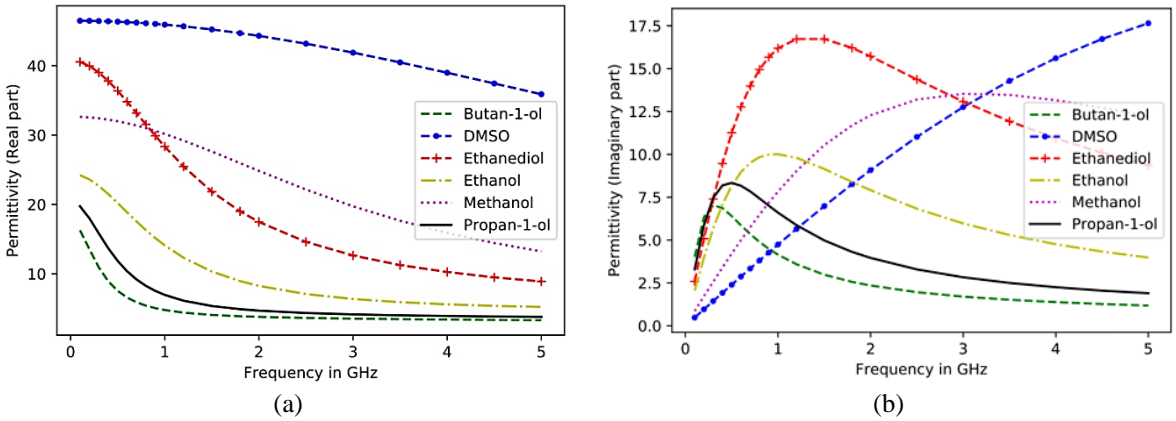 Permittivity (Real part)
40
30
20
10
Butan-1-ol
DMSO
Ethanediol
Ethanol
Methanol
Propan-1-ol
0 1 2 3 4 5
Frequency in GHz
(a)
Permittivity (Imaginary part)
17.5
15.0
12.5
10.0
7.5
5.0
2.5
0.0
Butan-1-ol
DMSO
Ethanediol
Ethanol
Methanol
Propan-1-ol
0 1 2 3 4 5
Frequency in GHz
(b)